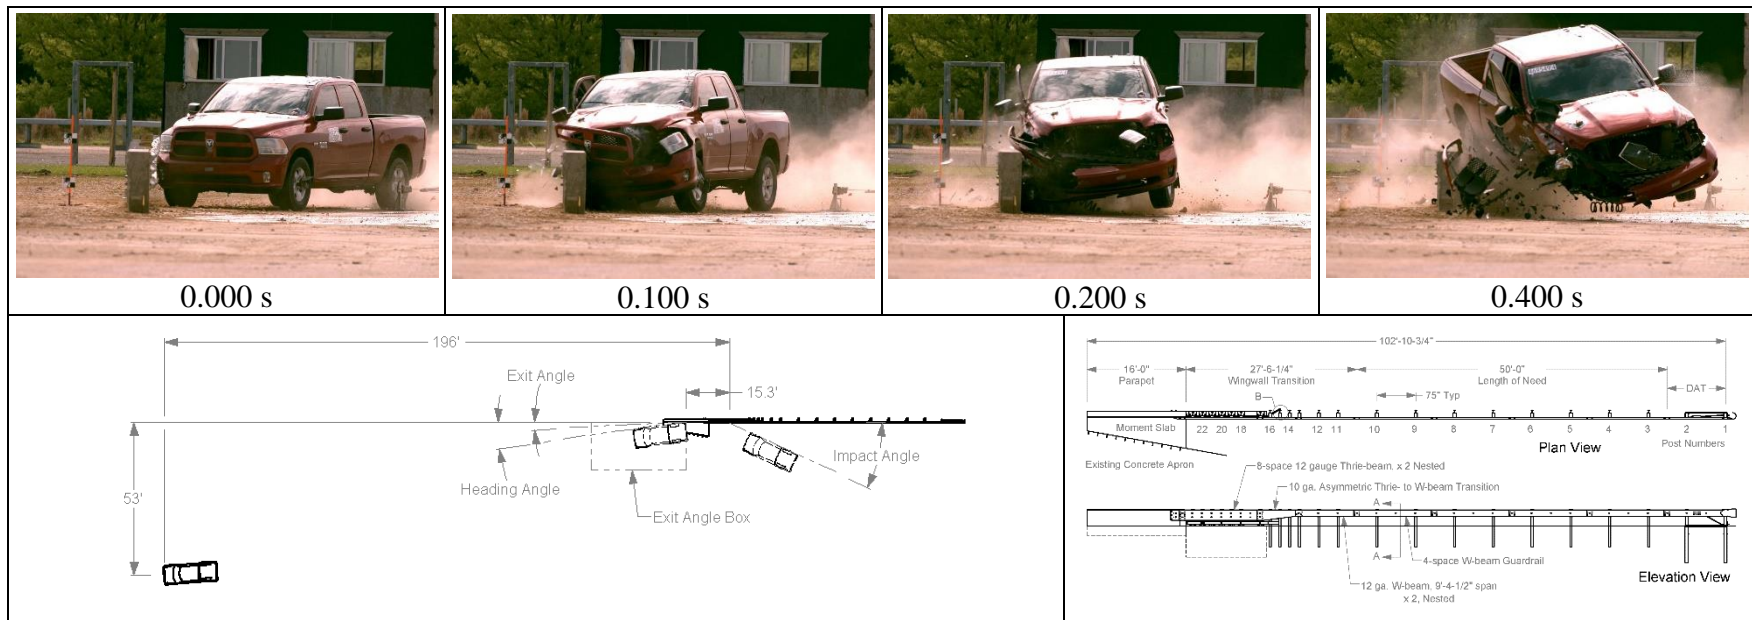 0.000 s
0.100 s
0.200 s
0.400 s
196'
Exit Angle
15.3'
Impact Angle
Heading Angle
53'
Exit Angle Box
102'-10-3/4"
16'-0"
27'-6-1/4"
50'-0"
Parapet
Wingwall Transition
Length of Need
DAT
B
75" Typ
Moment Slab
22 20 18 16 14 12 11 10 9 8 7 6 5 4 3 2 1
Post Numbers
Plan View
Existing Concrete Apron
8-space 12 gauge Thrie-beam. x 2 Nested
10 ga. Asymmetric Thrie- to W-beam Transition
A
A
4-space W-beam Guardrail
Elevation View
12 ga. W-beam. 9'-4-1/2" span
x 2, Nested